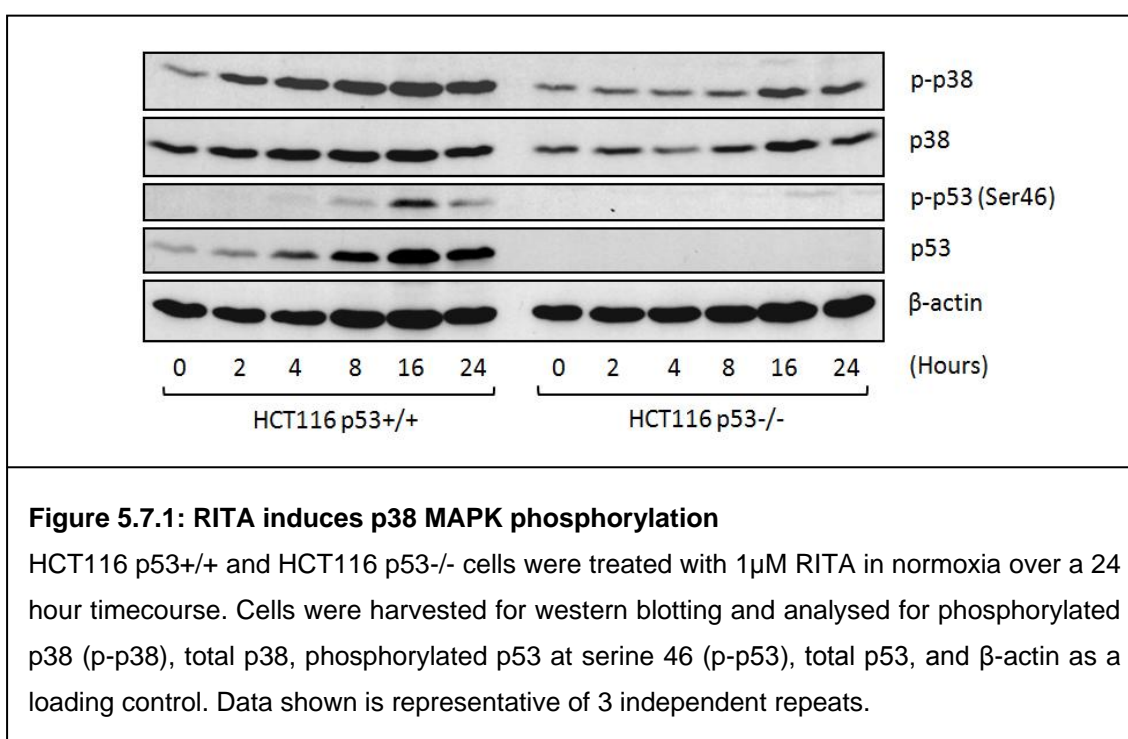 p-p38
p38
p-p53 (Ser46)
p53
β-actin
0 2 4 8 16 24 0 2 4 8 16 24 (Hours)
HCT116 p53+/+ HCT116 p53-/-
Figure 5.7.1: RITA induces p38 MAPK phosphorylation
HCT116 p53+/+ and HCT116 p53-/- cells were treated with 1µM RITA in normoxia over a 24
hour timecourse. Cells were harvested for western blotting and analysed for phosphorylated
p38 (p-p38), total p38, phosphorylated p53 at serine 46 (p-p53), total p53, and β-actin as a
loading control. Data shown is representative of 3 independent repeats.